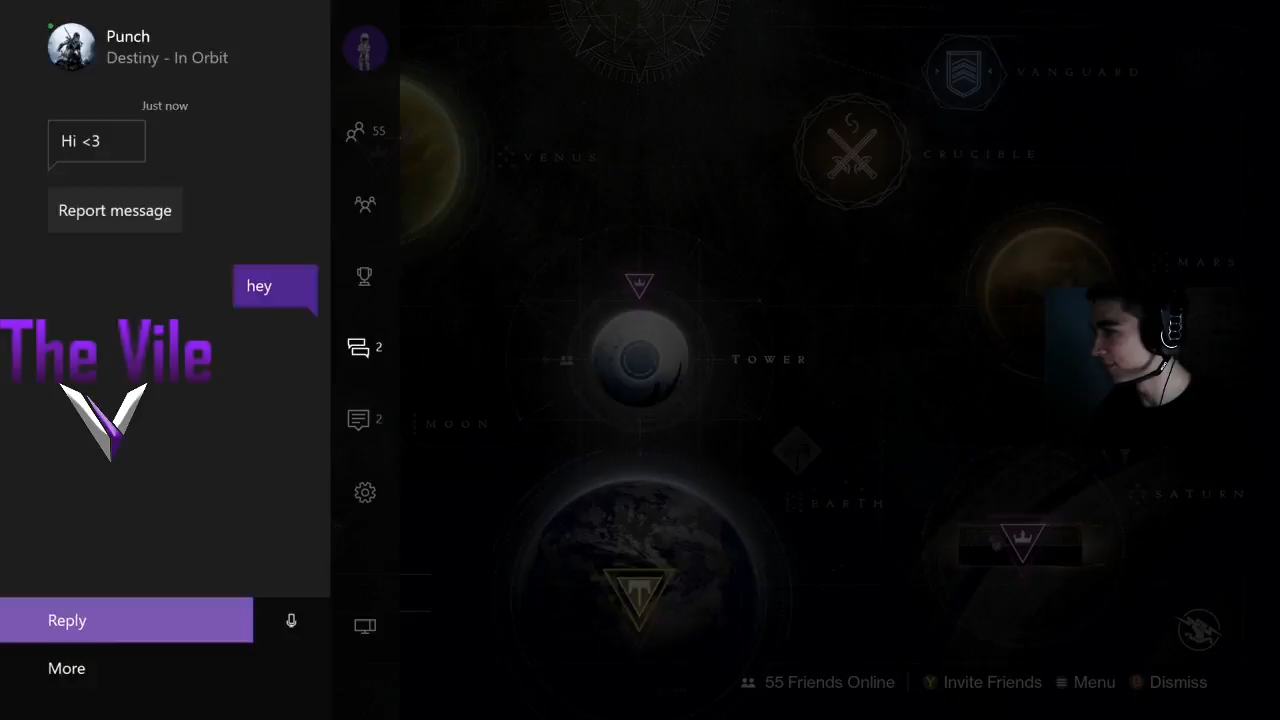 Punch
Destiny - In Orbit
Just now
Hi <3
Report message
hey
The Vile
Reply
More
55
2
2
VANGUARD
CRUCIBLE
VENUS
MARS
TOWER
MOON
EARTH
SATURN
55 Friends Online
Y Invite Friends
Menu
B Dismiss